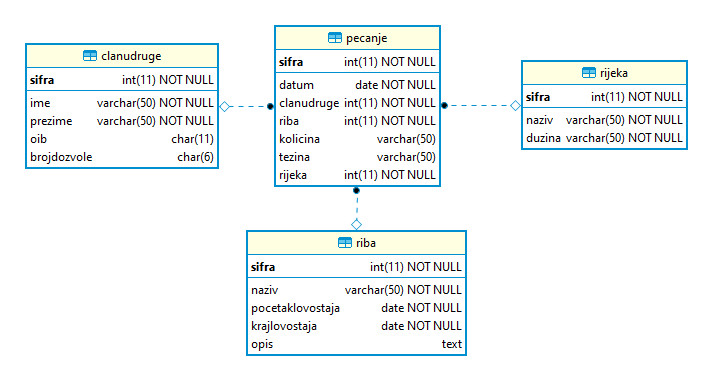 clanudruge
sifra int(11) NOT NULL
ime varchar(50) NOT NULL
prezime varchar(50) NOT NULL
oib char(11)
brojdozvole char(6)
pecanje
sifra int(11) NOT NULL
datum date NOT NULL
clanudruge int(11) NOT NULL
riba int(11) NOT NULL
kolicina varchar(50)
tezina varchar(50)
rijeka int(11) NOT NULL
rijeka
sifra int(11) NOT NULL
naziv varchar(50) NOT NULL
duzina varchar(50) NOT NULL
riba
sifra int(11) NOT NULL
naziv varchar(50) NOT NULL
pocetaklovostaja date NOT NULL
krajlovostaja date NOT NULL
opis text